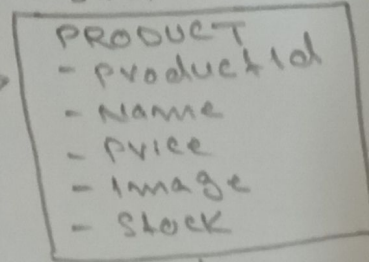 PRODUCT
- ProductId
- Name
- Price
- Image
- Stock